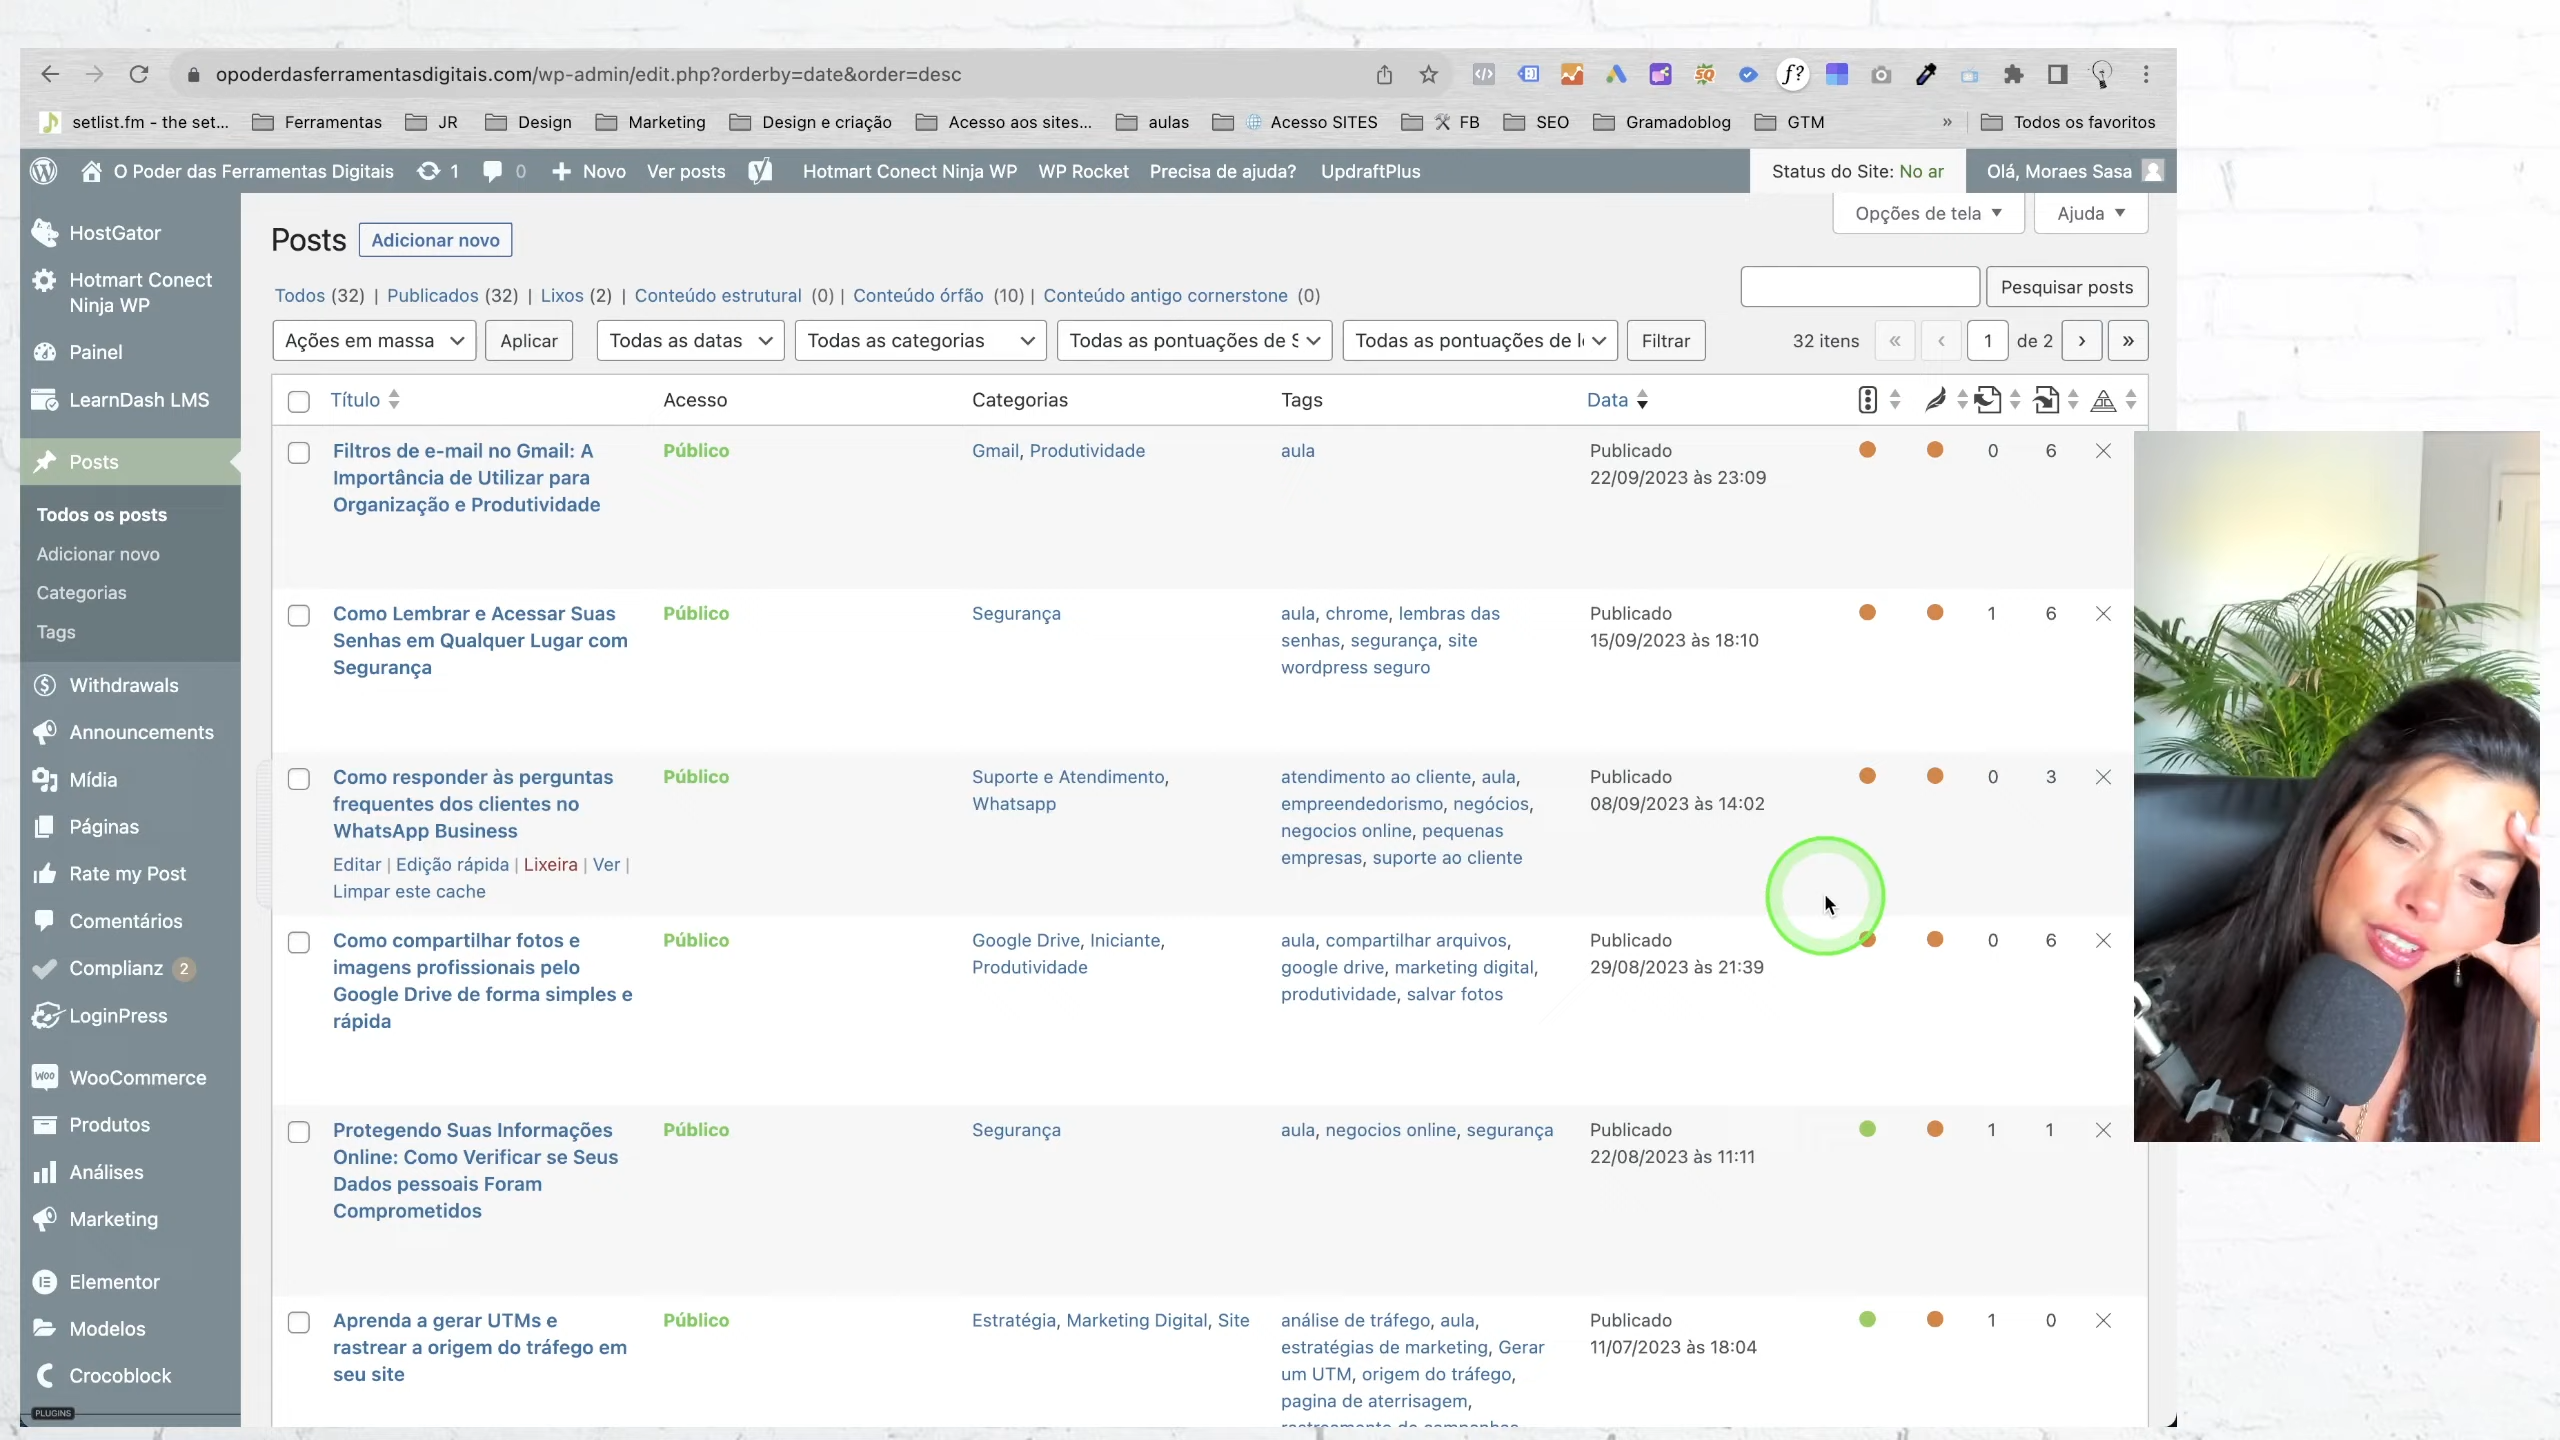 opoderdasferramentasdigitais.com/wp-admin/edit.php?orderby=date&order=desc
setlist.fm - the set... Ferramentas JR Design Marketing Design e criação Acesso aos sites... aulas Acesso SITES FB SEO Gramadoblog GTM » Todos os favoritos
O Poder das Ferramentas Digitais 1 0 Novo Ver posts Hotmart Conect Ninja WP WP Rocket Precisa de ajuda? UpdraftPlus Status do Site: No ar Olá, Moraes Sasa
HostGator
Hotmart Conect
Ninja WP
Painel
LearnDash LMS
Posts
Todos os posts
Adicionar novo
Categorias
Tags
Withdrawals
Announcements
Mídia
Páginas
Rate my Post
Comentários
Complianz 2
LoginPress
WooCommerce
Produtos
Análises
Marketing
Elementor
Modelos
Crocoblock
PLUGINS
Opções de tela Ajuda
Posts Adicionar novo
Todos (32) | Publicados (32) | Lixos (2) | Conteúdo estrutural (0) | Conteúdo órfão (10) | Conteúdo antigo cornerstone (0)
Pesquisar posts
Ações em massa Aplicar Todas as datas Todas as categorias Todas as pontuações de S Todas as pontuações de l Filtrar 32 itens « ‹ 1 de 2 › »
Título Acesso Categorias Tags Data
Filtros de e-mail no Gmail: A
Importância de Utilizar para
Organização e Produtividade
Público
Gmail, Produtividade
aula
Publicado
22/09/2023 às 23:09
0 6
Como Lembrar e Acessar Suas
Senhas em Qualquer Lugar com
Segurança
Público
Segurança
aula, chrome, lembras das
senhas, segurança, site
wordpress seguro
Publicado
15/09/2023 às 18:10
1 6
Como responder às perguntas
frequentes dos clientes no
WhatsApp Business
Editar | Edição rápida | Lixeira | Ver |
Limpar este cache
Público
Suporte e Atendimento,
Whatsapp
atendimento ao cliente, aula,
empreendedorismo, negócios,
negocios online, pequenas
empresas, suporte ao cliente
Publicado
08/09/2023 às 14:02
0 3
Como compartilhar fotos e
imagens profissionais pelo
Google Drive de forma simples e
rápida
Público
Google Drive, Iniciante,
Produtividade
aula, compartilhar arquivos,
google drive, marketing digital,
produtividade, salvar fotos
Publicado
29/08/2023 às 21:39
0 6
Protegendo Suas Informações
Online: Como Verificar se Seus
Dados pessoais Foram
Comprometidos
Público
Segurança
aula, negocios online, segurança
Publicado
22/08/2023 às 11:11
1 1
Aprenda a gerar UTMs e
rastrear a origem do tráfego em
seu site
Público
Estratégia, Marketing Digital, Site
análise de tráfego, aula,
estratégias de marketing, Gerar
um UTM, origem do tráfego,
pagina de aterrisagem,
Publicado
11/07/2023 às 18:04
1 0